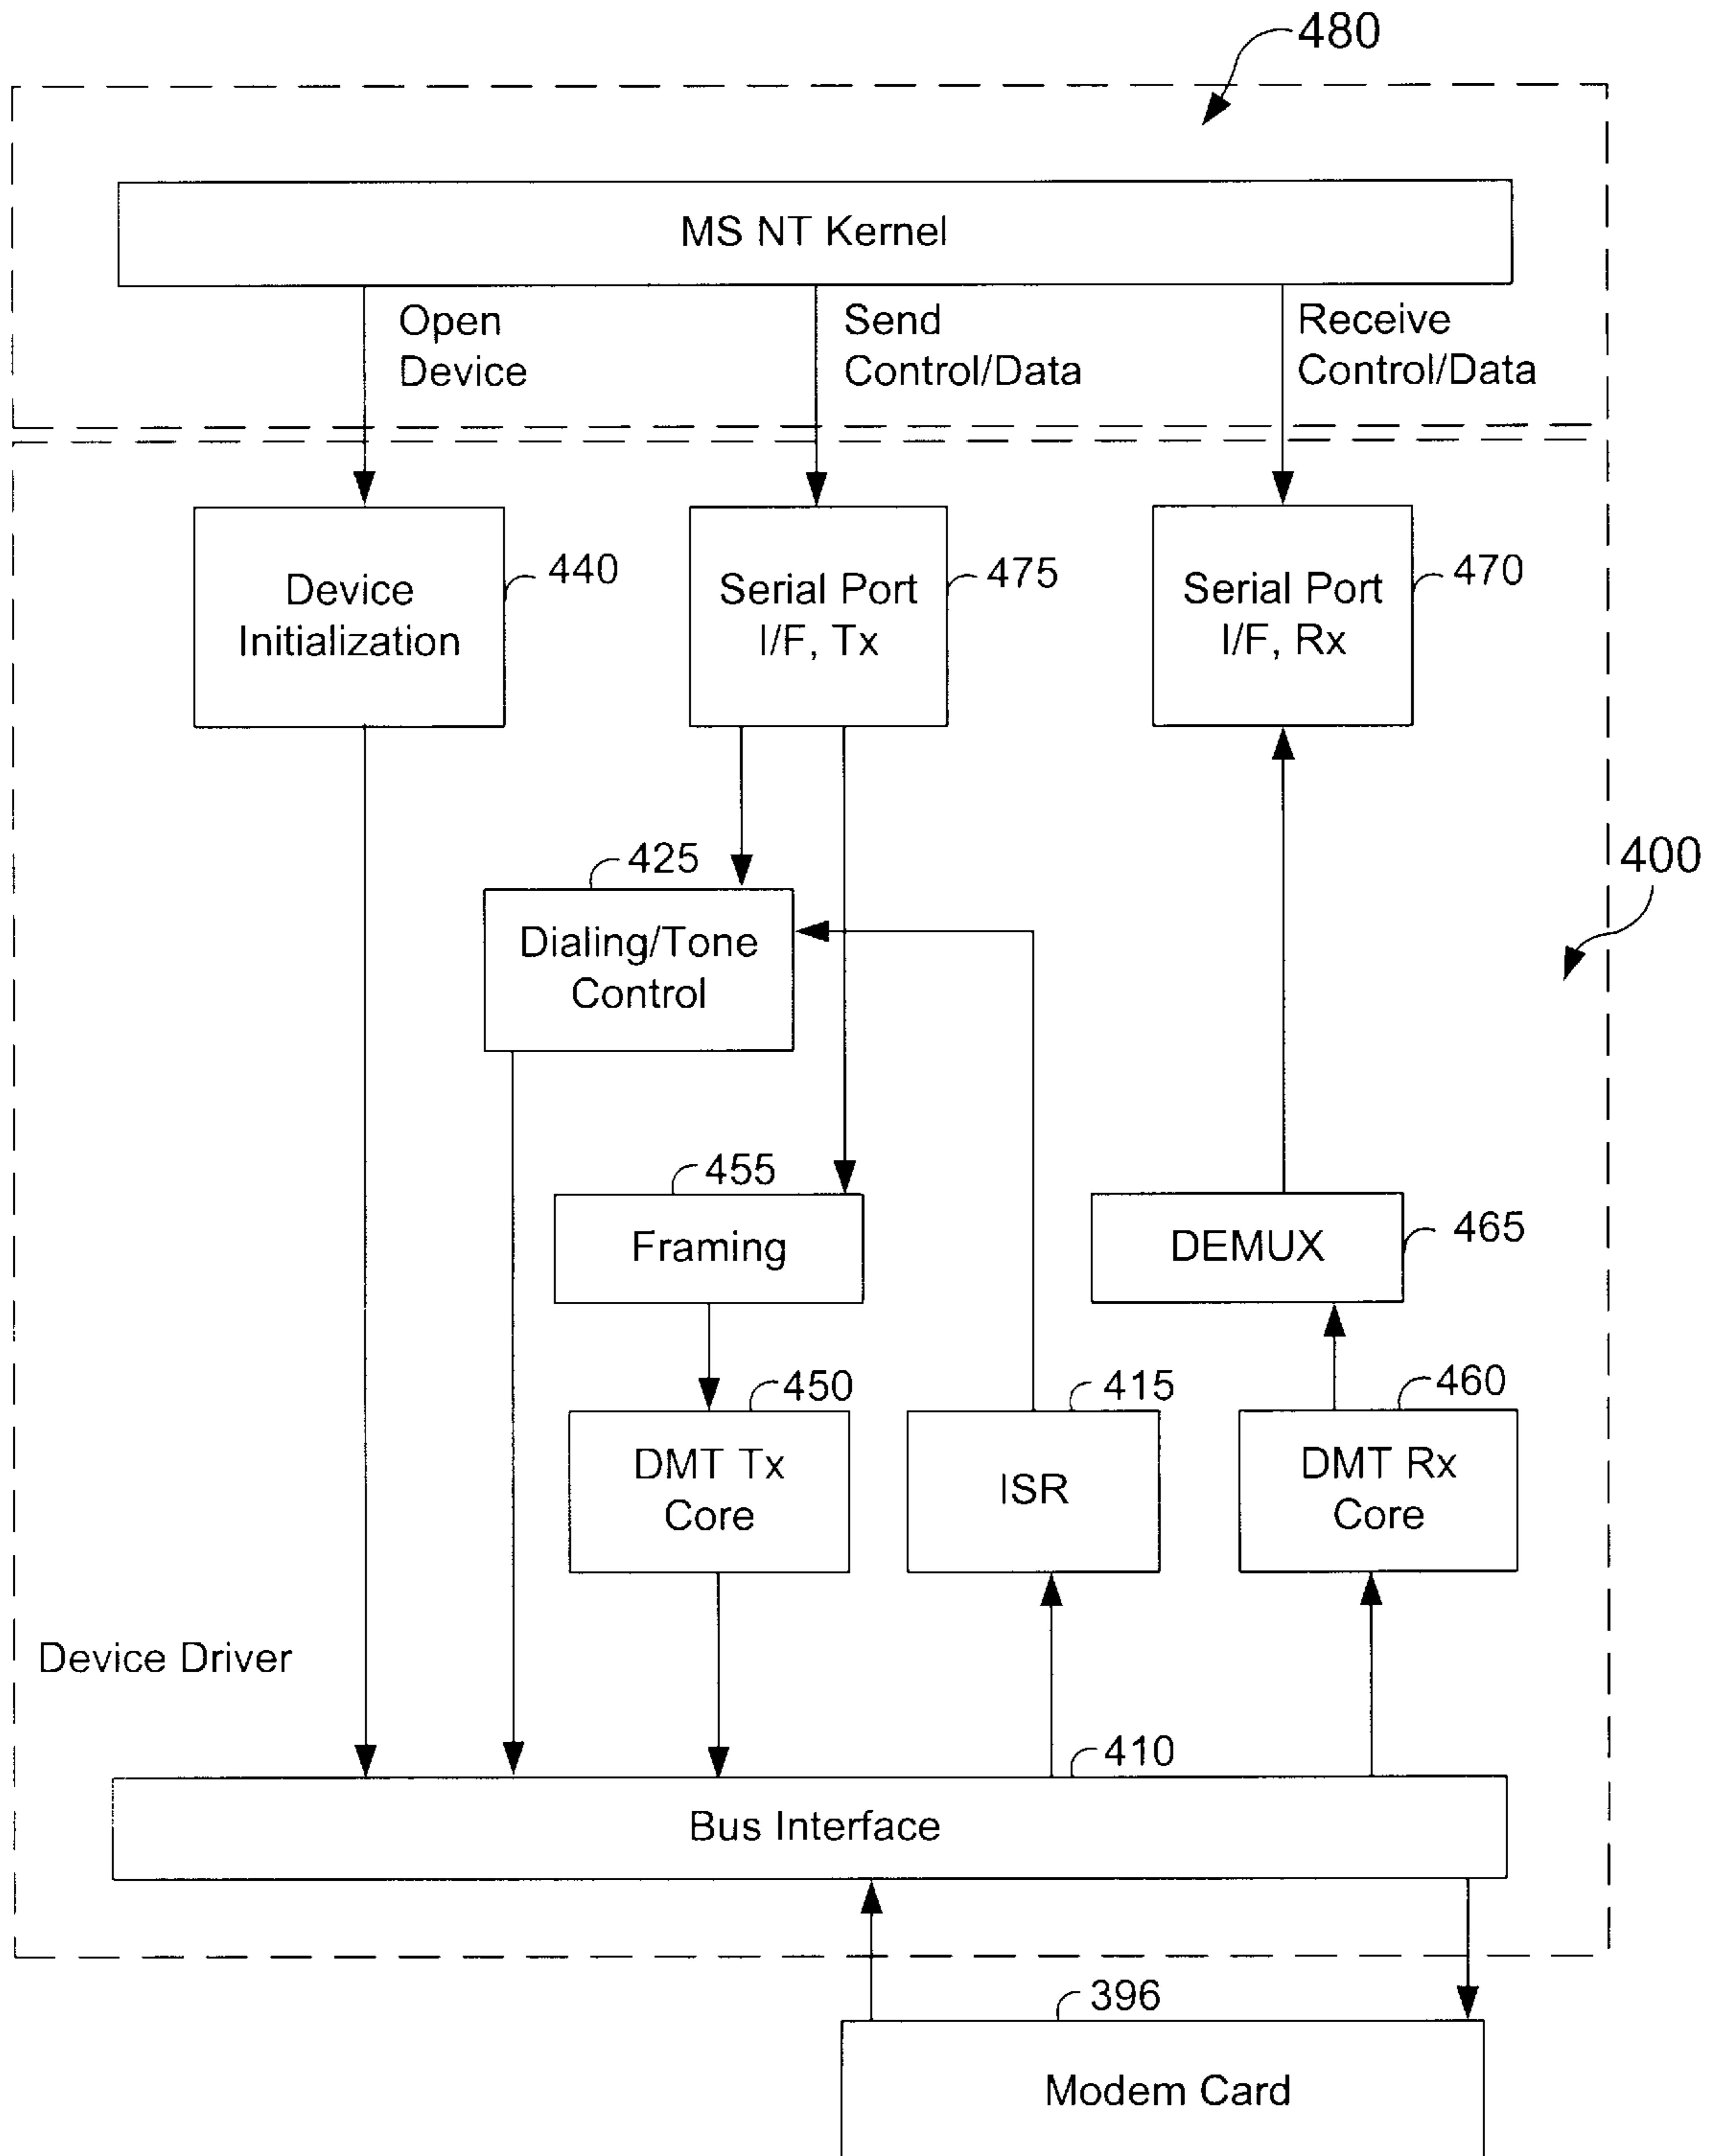 480
MS NT Kernel
Open
Device
Send
Control/Data
Receive
Control/Data
Device
Initialization
440
Serial Port
I/F, Tx
475
Serial Port
I/F, Rx
470
400
425
Dialing/Tone
Control
455
Framing
DEMUX
465
450
DMT Tx
Core
415
ISR
460
DMT Rx
Core
Device Driver
410
Bus Interface
396
Modem Card